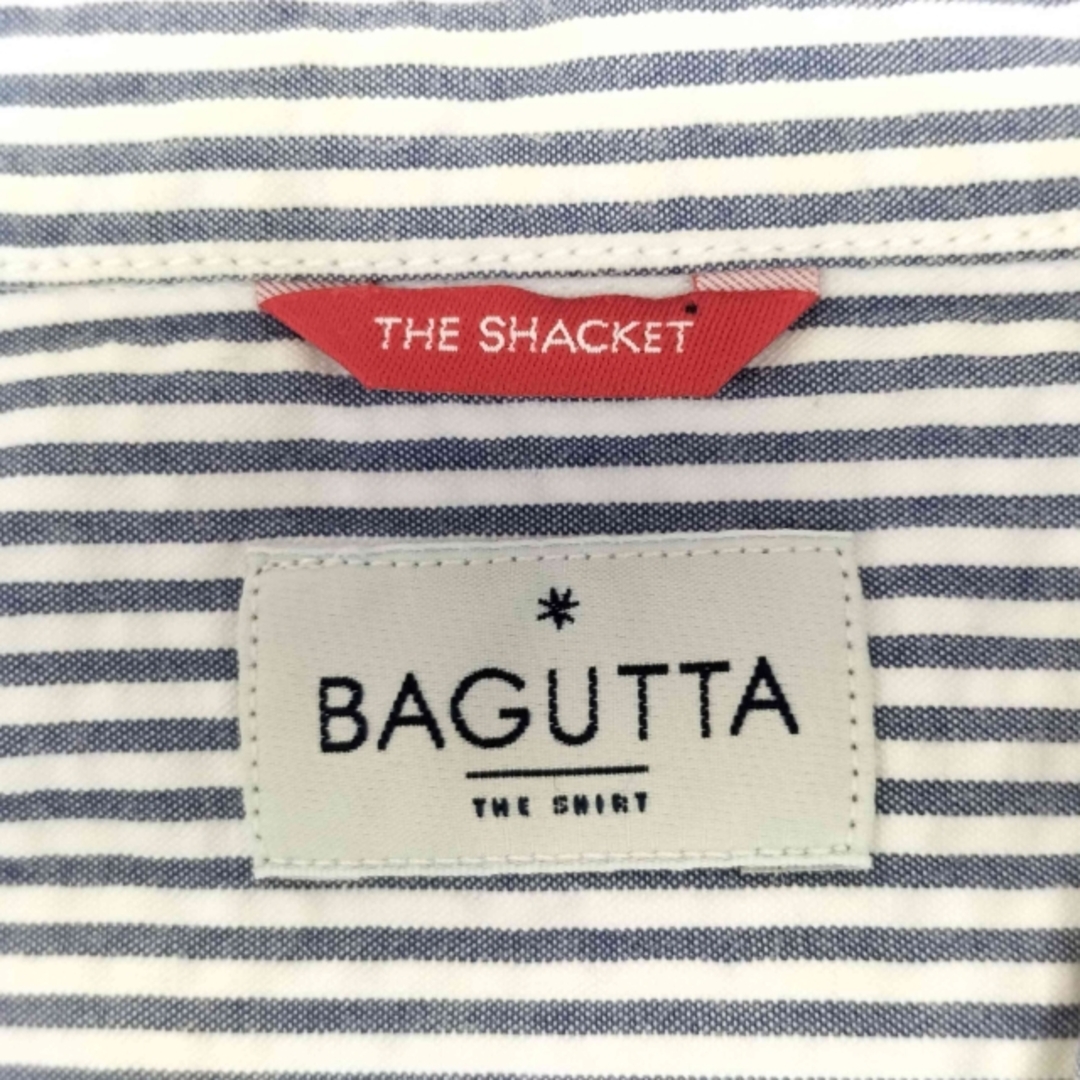 THE SHACKET
*
BAGUTTA
THE SHIRT